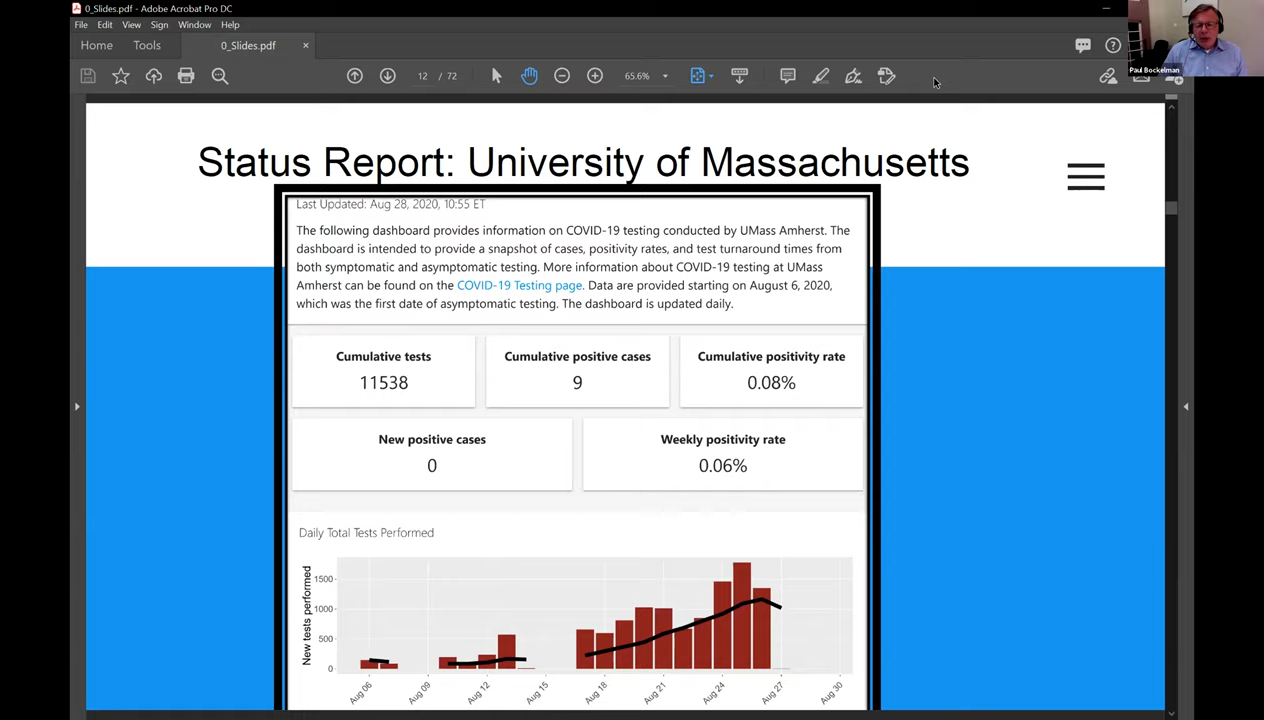 0_Slides.pdf - Adobe Acrobat Pro DC
File Edit View Sign Window Help
Home Tools 0_Slides.pdf ×
12 / 72 65.6%
Paul Bockelman
Status Report: University of Massachusetts
Last Updated: Aug 28, 2020, 10:55 ET
The following dashboard provides information on COVID-19 testing conducted by UMass Amherst. The
dashboard is intended to provide a snapshot of cases, positivity rates, and test turnaround times from
both symptomatic and asymptomatic testing. More information about COVID-19 testing at UMass
Amherst can be found on the COVID-19 Testing page. Data are provided starting on August 6, 2020,
which was the first date of asymptomatic testing. The dashboard is updated daily.
Cumulative tests Cumulative positive cases Cumulative positivity rate
11538 9 0.08%
New positive cases Weekly positivity rate
0 0.06%
Daily Total Tests Performed
New tests performed
1500
1000
500
0
Aug 06 Aug 09 Aug 12 Aug 15 Aug 18 Aug 21 Aug 24 Aug 27 Aug 30